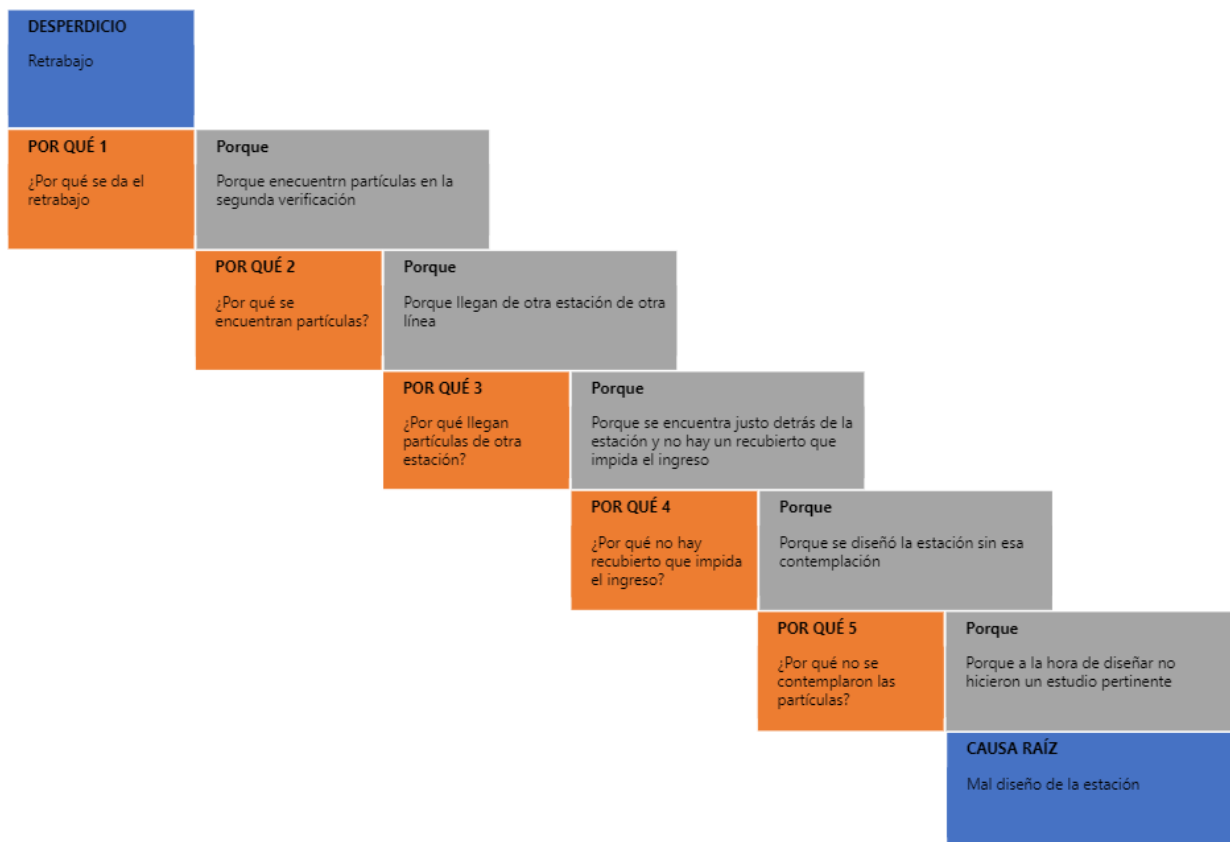 DESPERDICIO
Retrabajo
POR QUÉ 1
¿Por qué se da el
retrabajo
Porque
Porque enecuentrn partículas en la
segunda verificación
POR QUÉ 2
¿Por qué se
encuentran partículas?
Porque
Porque llegan de otra estación de otra
línea
POR QUÉ 3
¿Por qué llegan
partículas de otra
estación?
Porque
Porque se encuentra justo detrás de la
estación y no hay un recubierto que
impida el ingreso
POR QUÉ 4
¿Por qué no hay
recubierto que impida
el ingreso?
Porque
Porque se diseñó la estación sin esa
contemplación
POR QUÉ 5
¿Por qué no se
contemplaron las
partículas?
Porque
Porque a la hora de diseñar no
hicieron un estudio pertinente
CAUSA RAÍZ
Mal diseño de la estación